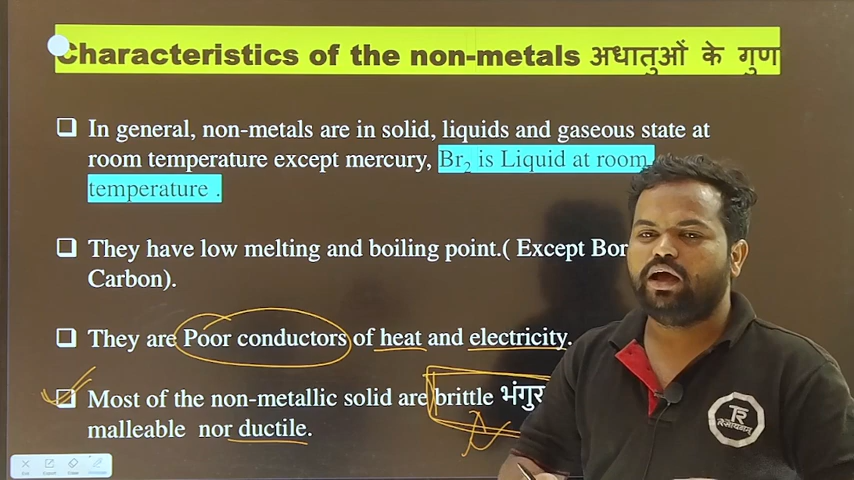 Characteristics of the non-metals अधातुओं के गुण
In general, non-metals are in solid, liquids and gaseous state at
room temperature except mercury, Br₂ is Liquid at room
temperature .
They have low melting and boiling point.( Except Bor
Carbon).
They are Poor conductors of heat and electricity.
Most of the non-metallic solid are brittle भंगुर
malleable nor ductile.